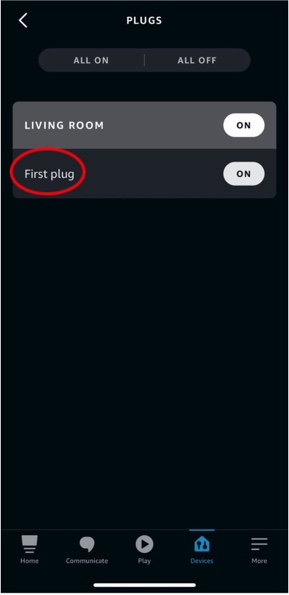 PLUGS
ALL ON ALL OFF
LIVING ROOM ON
First plug ON
Home Communicate Play Devices More